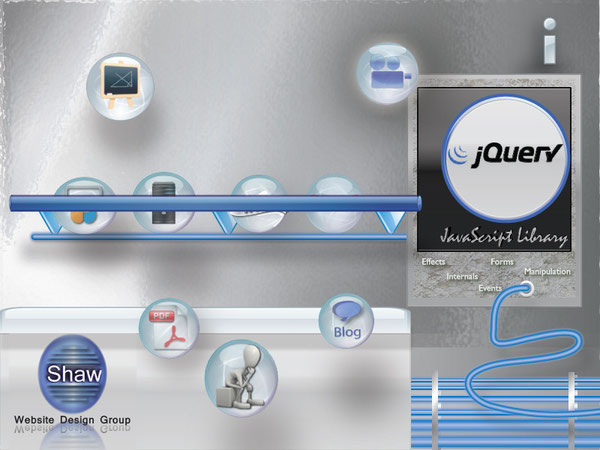 i
jQuery
JavaScript Library
Effects
Forms
Internals
Manipulation
Events
PDF
Blog
Shaw
Website Design Group